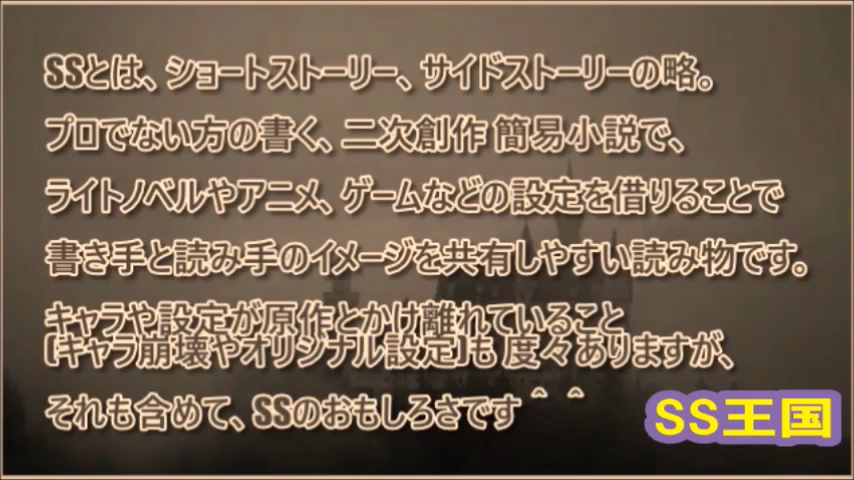 SSとは、ショートストーリー、サイドストーリーの略。
プロでない方の書く、二次創作 簡易小説で、
ライトノベルやアニメ、ゲームなどの設定を借りることで
書き手と読み手のイメージを共有しやすい読み物です。
キャラや設定が原作とかけ離れていること
(キャラ崩壊やオリジナル設定)も 度々ありますが、
それも含めて、SSのおもしろさです ＾ ＾
SS王国